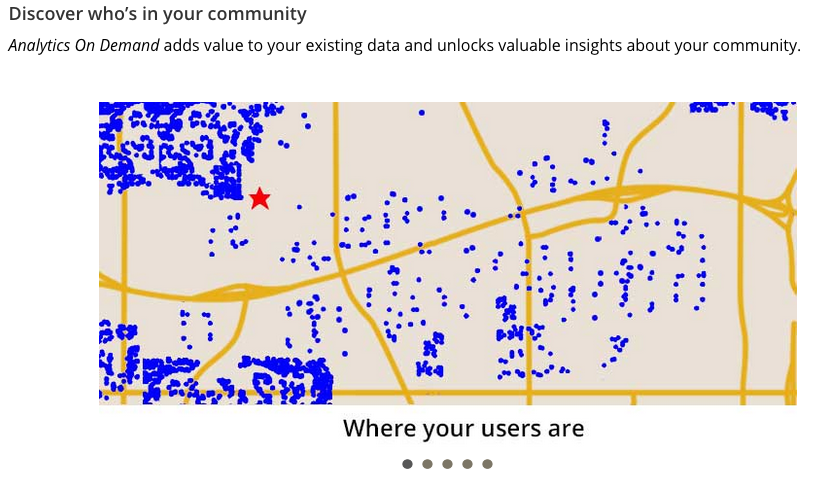 Discover who’s in your community
Analytics On Demand adds value to your existing data and unlocks valuable insights about your community.
Where your users are